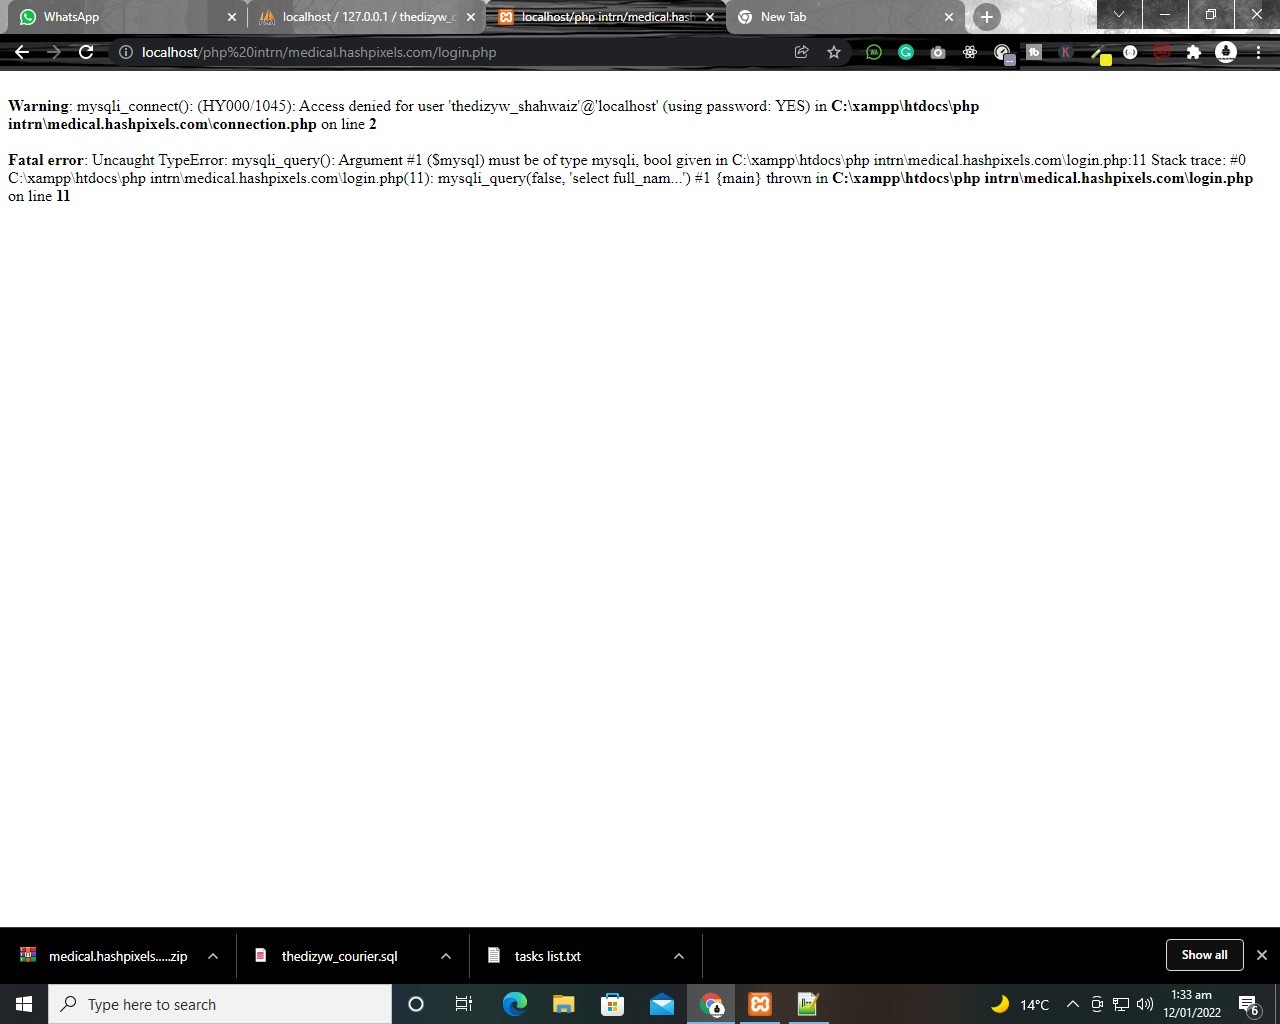 WhatsApp
localhost / 127.0.0.1 / thedizyw_c
localhost/php intrn/medical.has
New Tab
localhost/php%20intrn/medical.hashpixels.com/login.php
Warning: mysqli_connect(): (HY000/1045): Access denied for user 'thedizyw_shahwaiz'@'localhost' (using password: YES) in C:\xampp\htdocs\php
intrn\medical.hashpixels.com\connection.php on line 2
Fatal error: Uncaught TypeError: mysqli_query(): Argument #1 ($mysql) must be of type mysqli, bool given in C:\xampp\htdocs\php intrn\medical.hashpixels.com\login.php:11 Stack trace: #0
C:\xampp\htdocs\php intrn\medical.hashpixels.com\login.php(11): mysqli_query(false, 'select full_nam...') #1 {main} thrown in C:\xampp\htdocs\php intrn\medical.hashpixels.com\login.php
on line 11
medical.hashpixels.....zip
thedizyw_courier.sql
tasks list.txt
Show all
Type here to search
14°C
1:33 am
12/01/2022
6